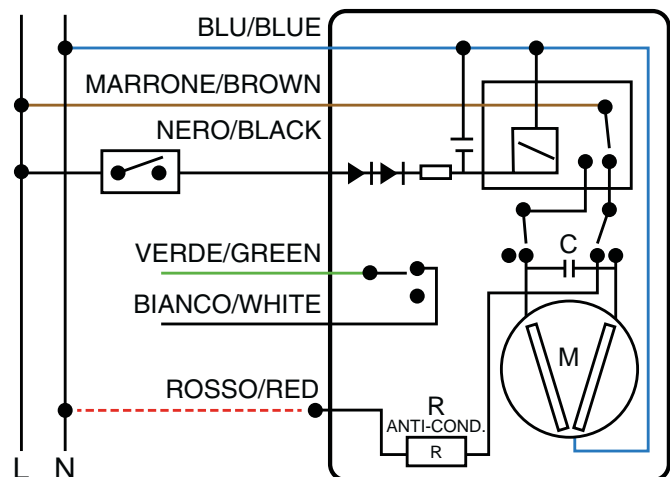 BLU/BLUE
MARRONE/BROWN
NERO/BLACK
VERDE/GREEN
C
BIANCO/WHITE
M
ROSSO/RED
R
ANTI-COND.
R
L N